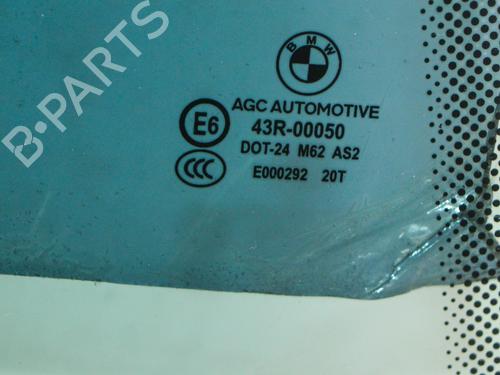 B-PARTS
BMW
AGC AUTOMOTIVE
E6 43R-00050
DOT-24 M62 AS2
CCC E000292 20T